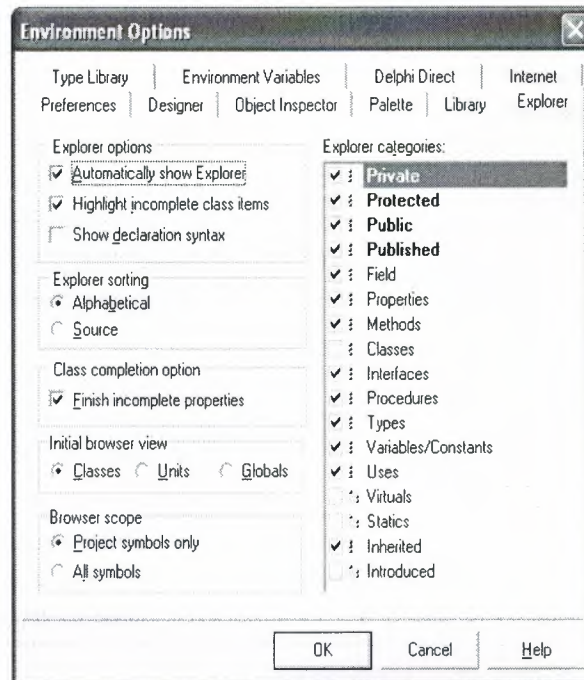 Environment Options
Type Library Environment Variables Delphi Direct Internet
Preferences Designer Object Inspector Palette Library Explorer
Explorer options
Automatically show Explorer
Highlight incomplete class items
Show declaration syntax
Explorer sorting
Alphabetical
Source
Class completion option
Finish incomplete properties
Initial browser view
Classes Units Globals
Browser scope
Project symbols only
All symbols
Explorer categories:
Private
Protected
Public
Published
Field
Properties
Methods
Classes
Interfaces
Procedures
Types
Variables/Constants
Uses
Virtuals
Statics
Inherited
Introduced
OK Cancel Help